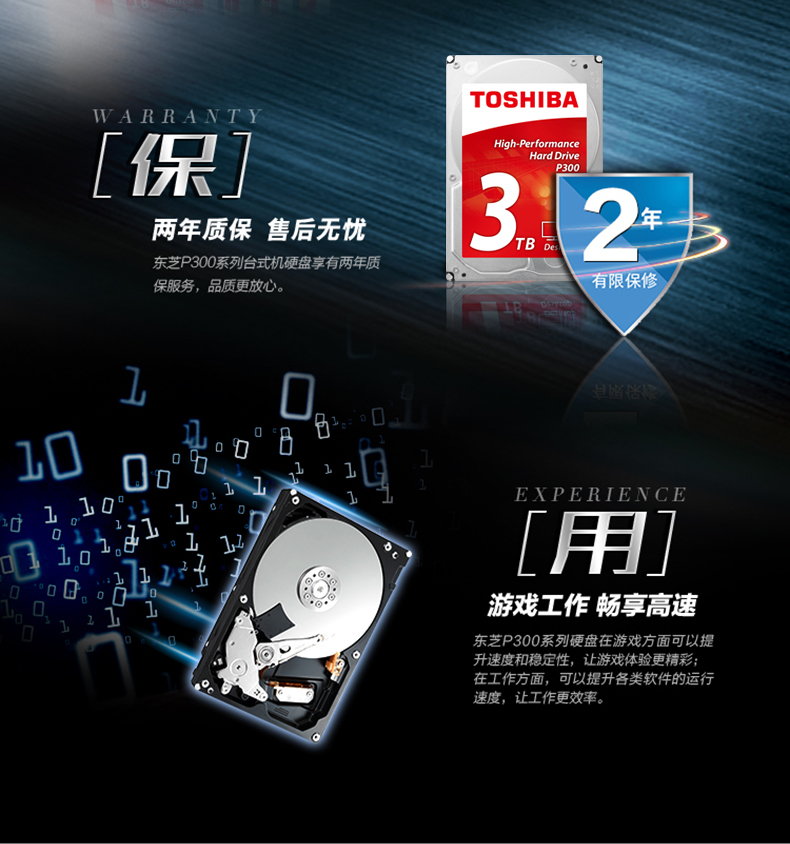 WARRANTY
[保]
两年质保 售后无忧
东芝P300系列台式机硬盘享有两年质
保服务，品质更放心。
TOSHIBA
High-Performance
Hard Drive
P300
3TB
2年
有限保修
EXPERIENCE
[用]
游戏工作 畅享高速
东芝P300系列硬盘在游戏方面可以提
升速度和稳定性，让游戏体验更精彩；
在工作方面，可以提升各类软件的运行
速度，让工作更效率。